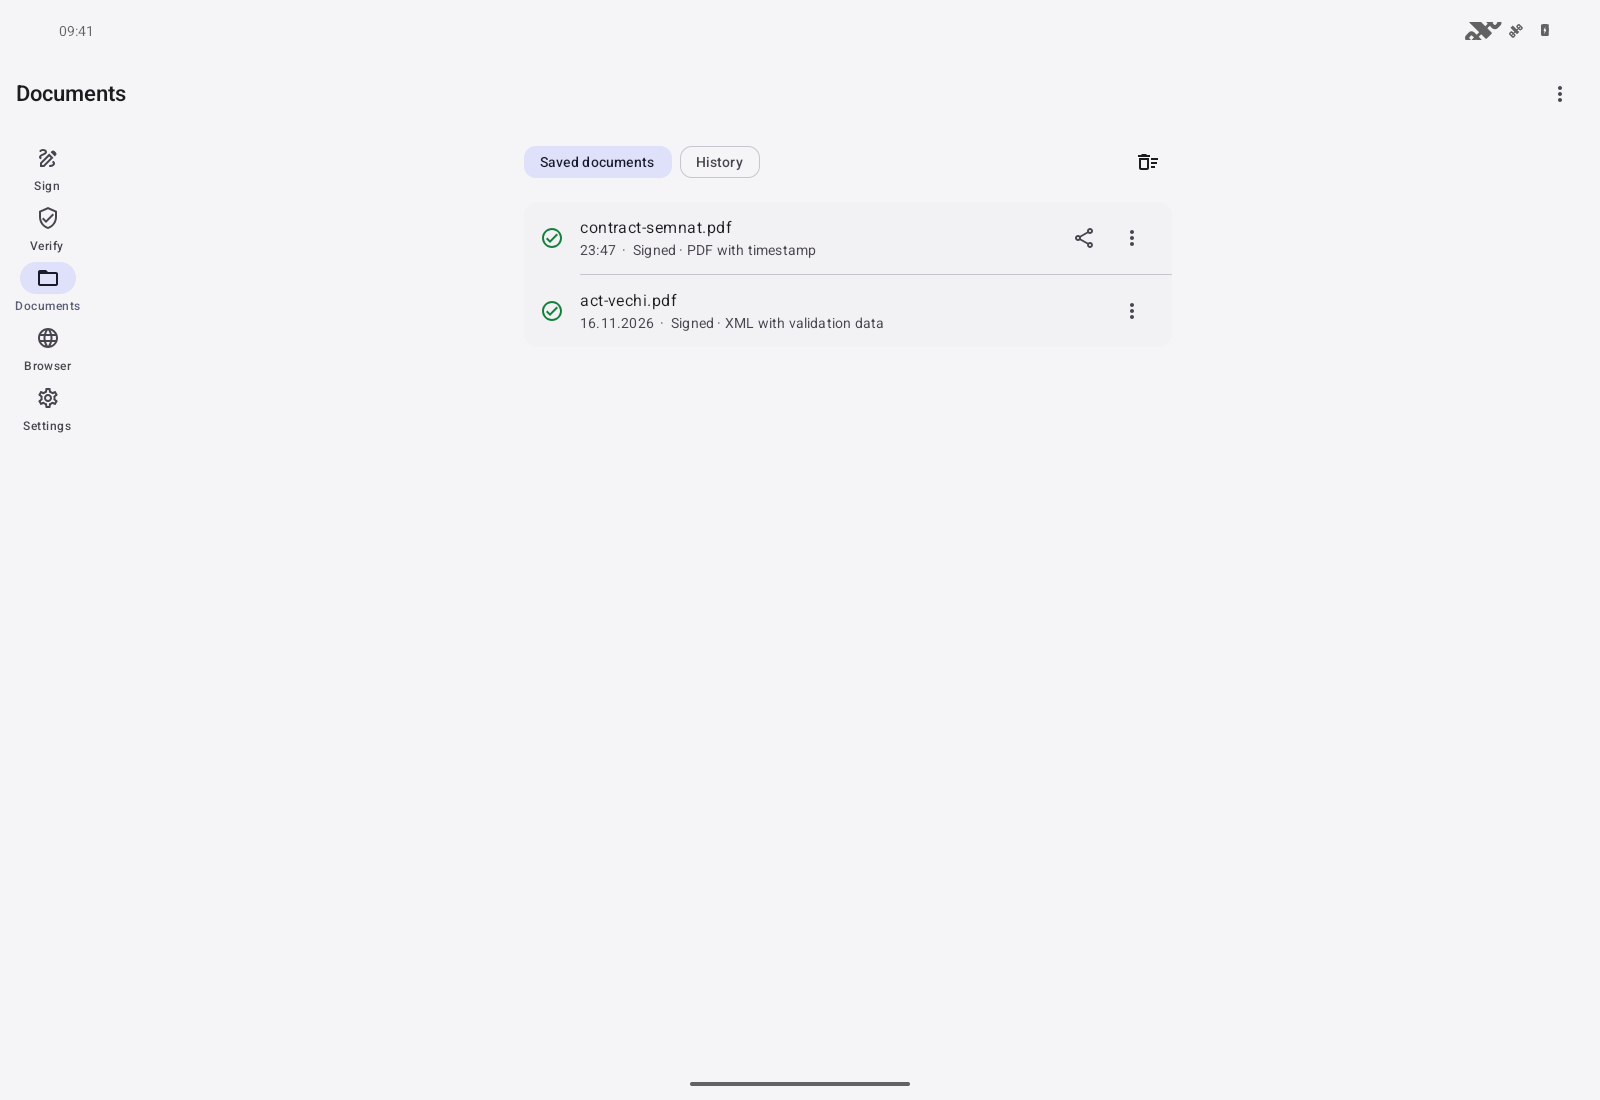 09:41
Documents
Sign
Verify
Documents
Browser
Settings
Saved documents
History
contract-semnat.pdf
23:47 · Signed · PDF with timestamp
act-vechi.pdf
16.11.2026 · Signed · XML with validation data